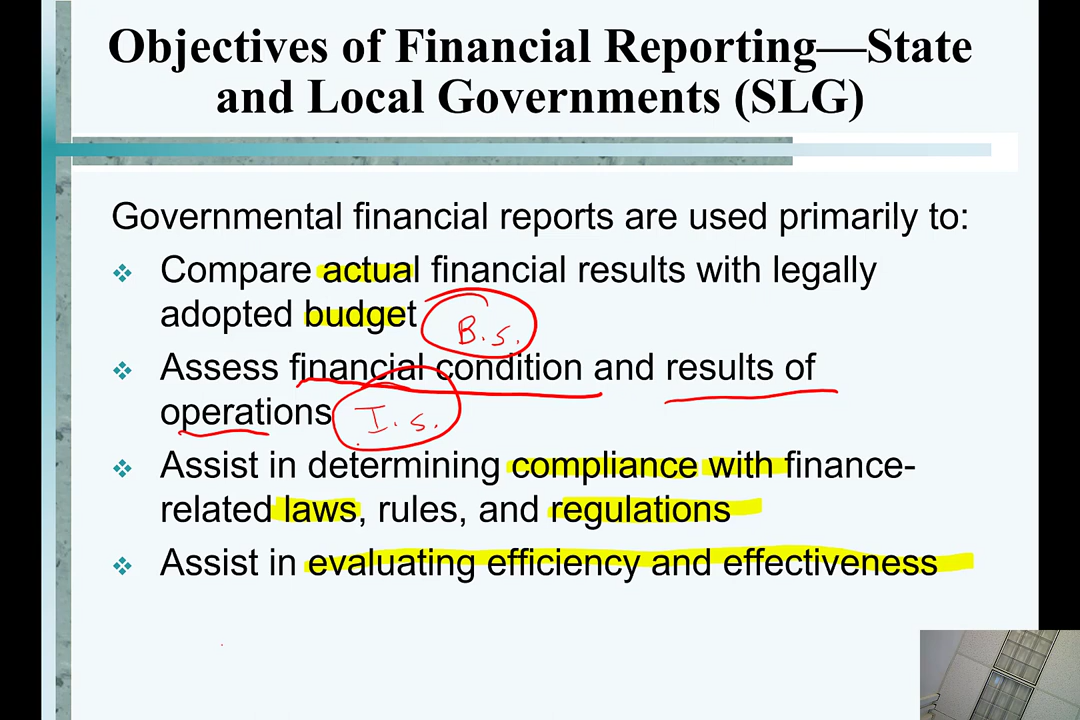 Objectives of Financial Reporting—State
and Local Governments (SLG)
Governmental financial reports are used primarily to:
Compare actual financial results with legally
adopted budget
B.S.
Assess financial condition and results of
operations
I.S.
Assist in determining compliance with finance-
related laws, rules, and regulations
Assist in evaluating efficiency and effectiveness